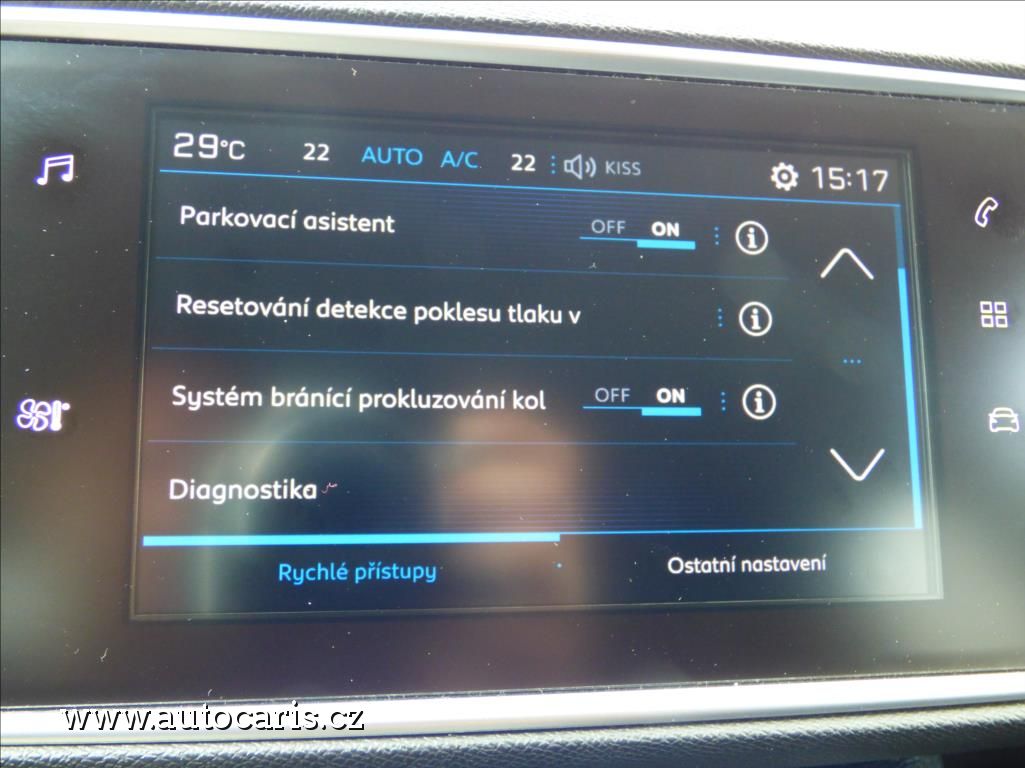 29°C 22 AUTO A/C 22 KISS 15:17
Parkovací asistent OFF ON i
Resetování detekce poklesu tlaku v i
Systém bránící prokluzování kol OFF ON i
Diagnostika
Rychlé přístupy Ostatní nastavení
www.autocaris.cz